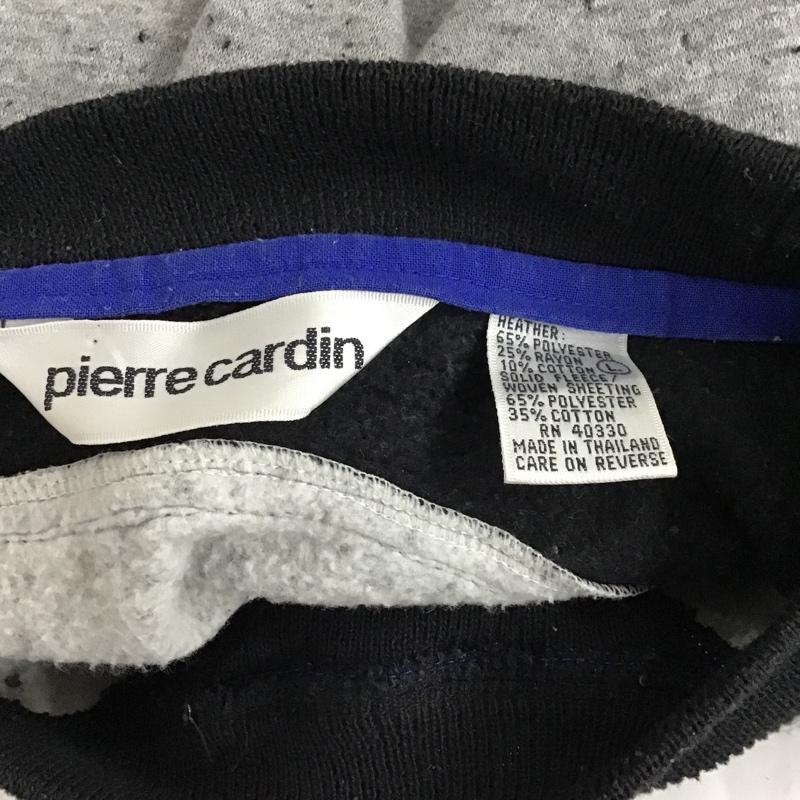 pierre cardin
HEATHER:
65% POLYESTER
25% RAYON
10% COTTON L
SOLID SLEEVE/
WOVEN SHEETING
65% POLYESTER
35% COTTON
RN 40330
MADE IN THAILAND
CARE ON REVERSE